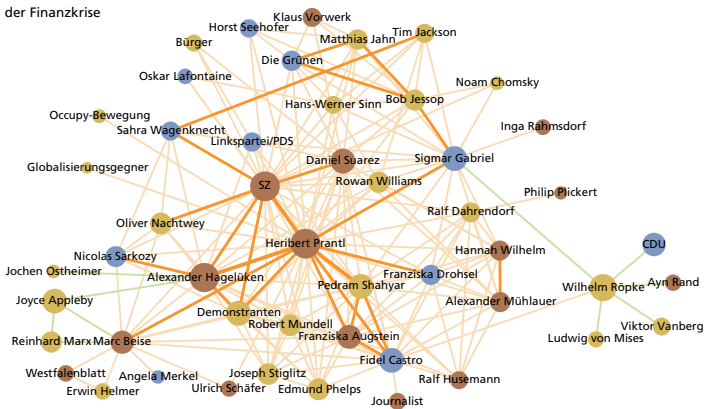 der Finanzkrise
Klaus Vorwerk
Horst Seehofer
Tim Jackson
Matthias Jahn
Bürger
Die Grünen
Oskar Lafontaine
Noam Chomsky
Hans-Werner Sinn
Bob Jessop
Occupy-Bewegung
Sahra Wagenknecht
Inga Rahmsdorf
Linkspartei/PDS
Daniel Suarez
Sigmar Gabriel
Globalisierungsgegner
SZ
Rowan Williams
Philip Plickert
Oliver Nachtwey
Ralf Dahrendorf
Heribert Prantl
CDU
Nicolas Sarkozy
Hannah Wilhelm
Jochen Ostheimer
Alexander Hagelüken
Franziska Drohsel
Pedram Shahyar
Wilhelm Röpke
Ayn Rand
Joyce Appleby
Alexander Mühlauer
Demonstranten
Robert Mundell
Viktor Vanberg
Reinhard Marx
Marc Beise
Franziska Augstein
Ludwig von Mises
Fidel Castro
Westfalenblatt
Angela Merkel
Joseph Stiglitz
Ralf Husemann
Erwin Helmer
Ulrich Schäfer
Edmund Phelps
Journalist